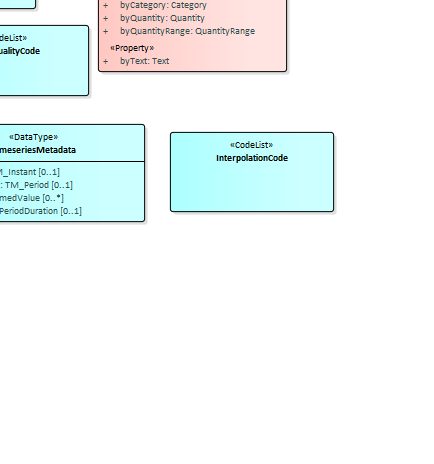 + byCategory: Category
+ byQuantity: Quantity
+ byQuantityRange: QuantityRange
«Property»
+ byText: Text
deList»
ualityCode
«DataType»
meseriesMetadata
M_Instant [0..1]
: TM_Period [0..1]
medValue [0..*]
PeriodDuration [0..1]
«CodeList»
InterpolationCode